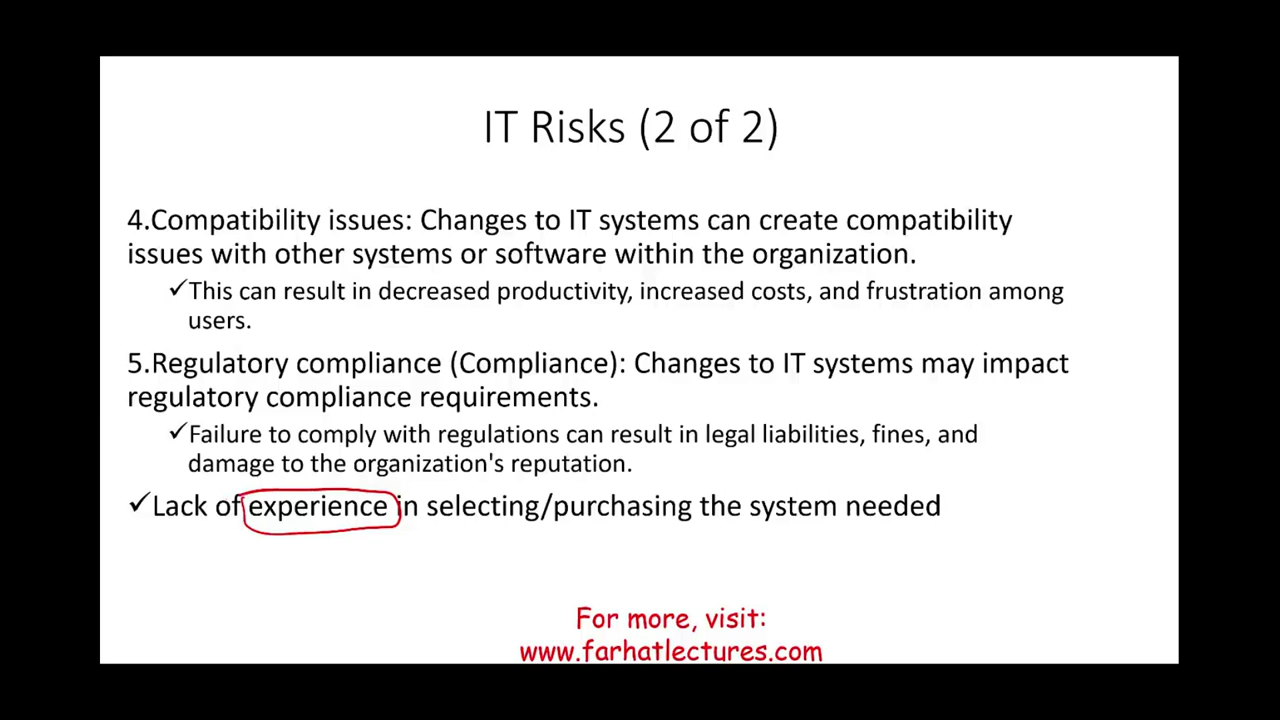 IT Risks (2 of 2)
4.Compatibility issues: Changes to IT systems can create compatibility
issues with other systems or software within the organization.
✓This can result in decreased productivity, increased costs, and frustration among
users.
5.Regulatory compliance (Compliance): Changes to IT systems may impact
regulatory compliance requirements.
✓Failure to comply with regulations can result in legal liabilities, fines, and
damage to the organization's reputation.
✓Lack of experience in selecting/purchasing the system needed
For more, visit:
www.farhatlectures.com